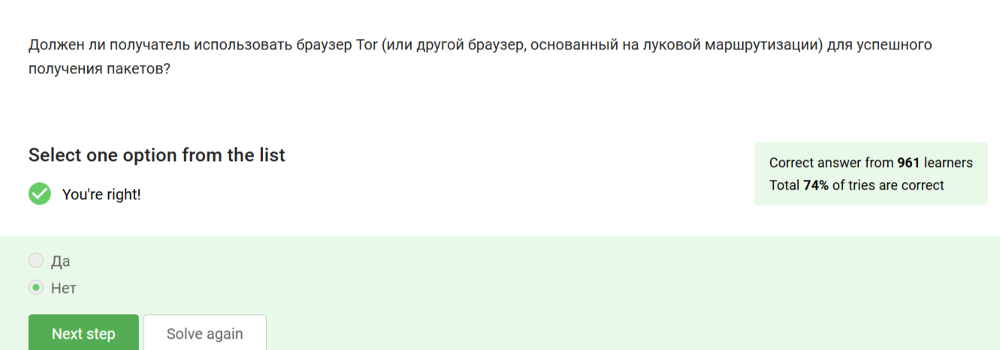 Должен ли получатель использовать браузер Tor (или другой браузер, основанный на луковой маршрутизации) для успешного
получения пакетов?
Select one option from the list
Correct answer from 961 learners
Total 74% of tries are correct
You're right!
Да
Нет
Next step
Solve again